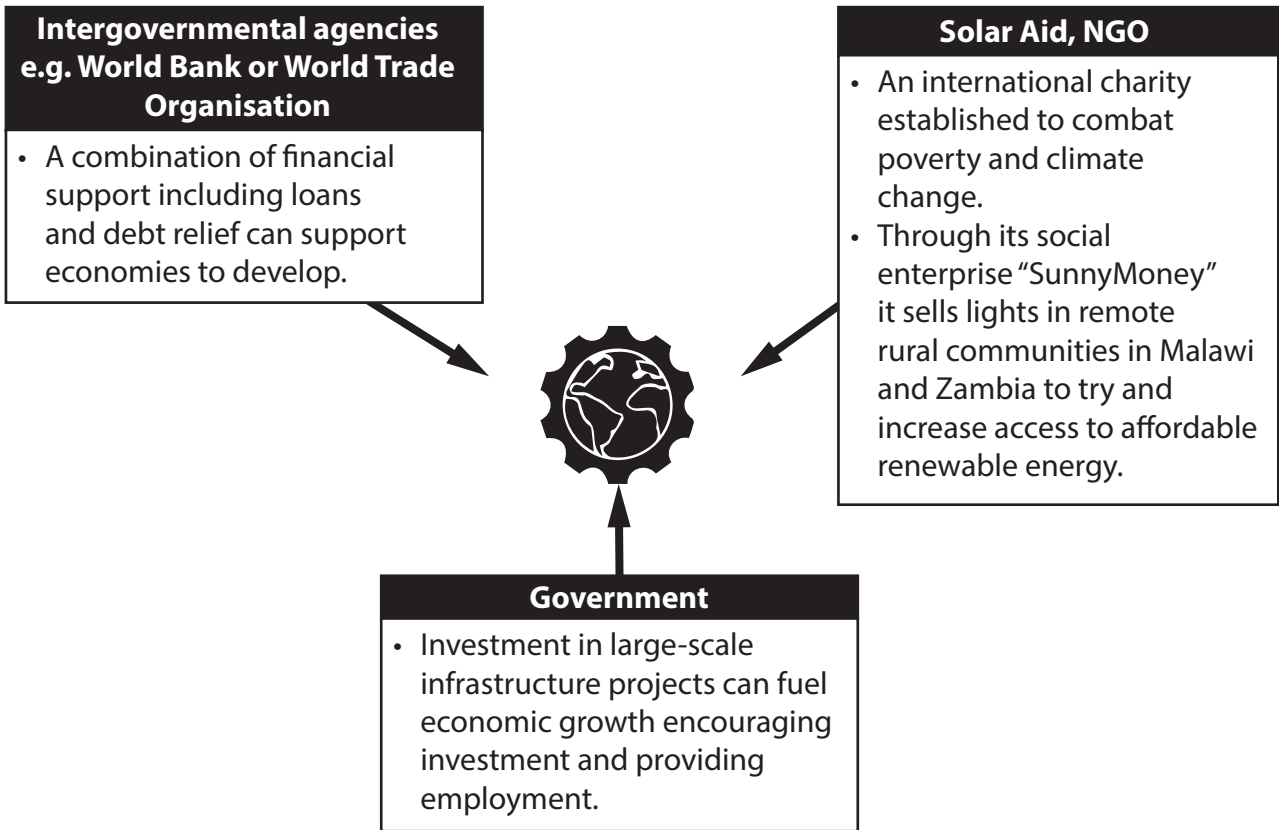 Intergovernmental agencies
e.g. World Bank or World Trade
Organisation
• A combination of financial
support including loans
and debt relief can support
economies to develop.
Solar Aid, NGO
• An international charity
established to combat
poverty and climate
change.
• Through its social
enterprise “SunnyMoney”
it sells lights in remote
rural communities in Malawi
and Zambia to try and
increase access to affordable
renewable energy.
Government
• Investment in large-scale
infrastructure projects can fuel
economic growth encouraging
investment and providing
employment.